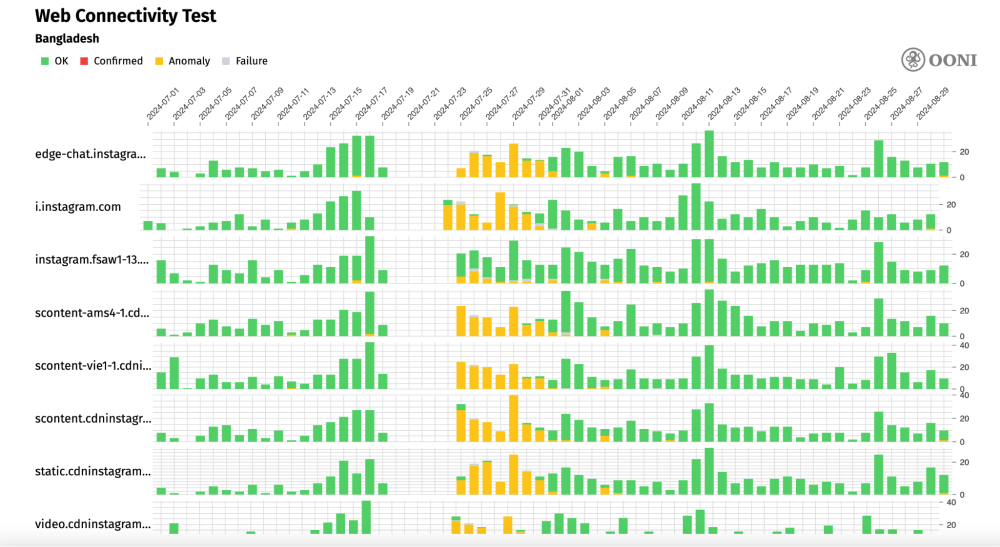 Web Connectivity Test
Bangladesh
OK Confirmed Anomaly Failure
OONI
2024-07-01 2024-07-03 2024-07-05 2024-07-07 2024-07-09 2024-07-11 2024-07-13 2024-07-15 2024-07-17 2024-07-19 2024-07-21 2024-07-23 2024-07-25 2024-07-27 2024-07-29 2024-07-31 2024-08-01 2024-08-03 2024-08-05 2024-08-07 2024-08-09 2024-08-11 2024-08-13 2024-08-15 2024-08-17 2024-08-19 2024-08-21 2024-08-23 2024-08-25 2024-08-27 2024-08-29
edge-chat.instagra... 20
0
i.instagram.com 20
0
instagram.fsaw1-13.... 20
0
scontent-ams4-1.cd... 20
0
40
scontent-vie1-1.cdni... 20
0
40
scontent.cdninstagr... 20
0
static.cdninstagram... 20
0
40
video.cdninstagram... 20